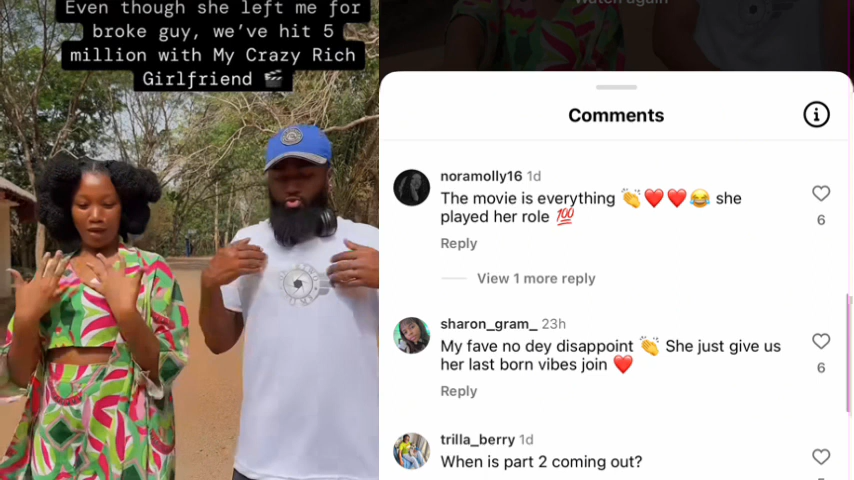 Even though she left me for
broke guy, we've hit 5
million with My Crazy Rich
Girlfriend 🎬
Watch again
Comments
noramolly16 1d
The movie is everything 👏❤️❤️😂 she
played her role 💯
6
Reply
View 1 more reply
sharon_gram_ 23h
My fave no dey disappoint 👏 She just give us
her last born vibes join ❤️
6
Reply
trilla_berry 1d
When is part 2 coming out?